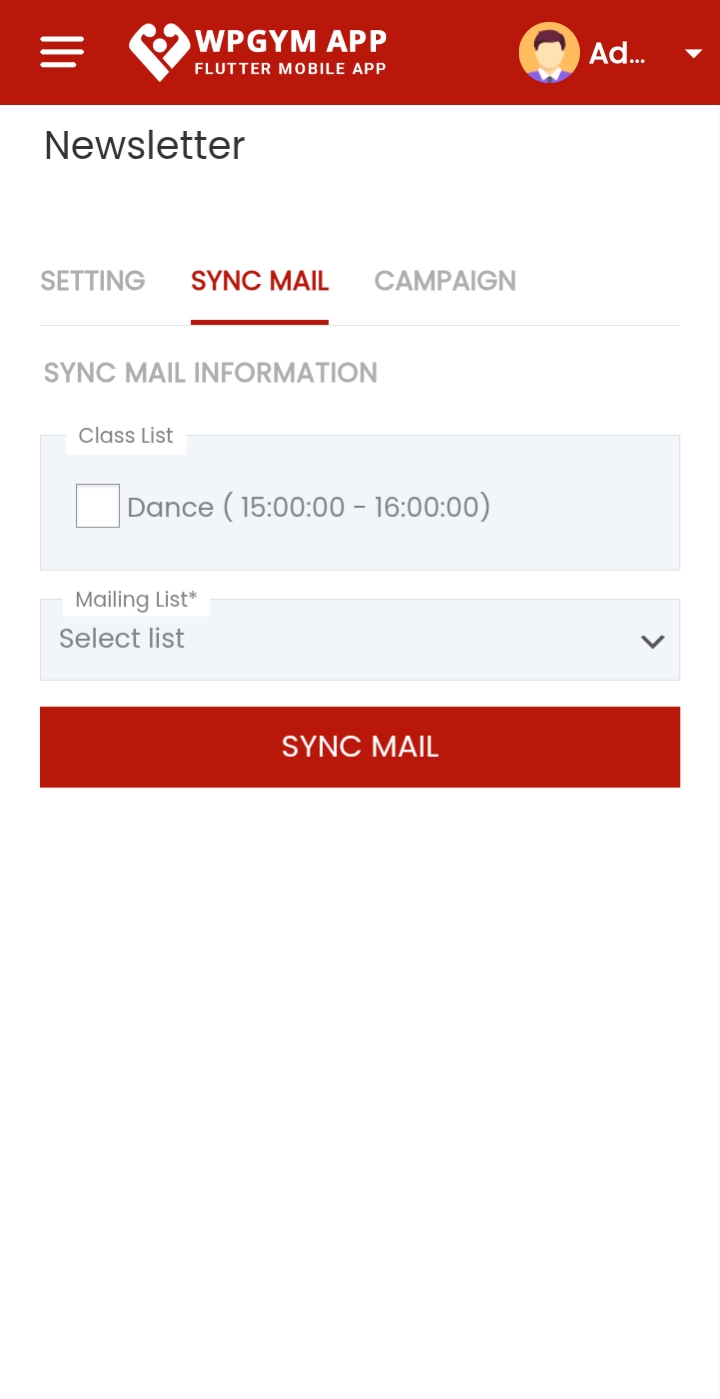 WPGYM APP
FLUTTER MOBILE APP
Ad...
Newsletter
SETTING SYNC MAIL CAMPAIGN
SYNC MAIL INFORMATION
Class List
Dance ( 15:00:00 - 16:00:00)
Mailing List*
Select list
SYNC MAIL